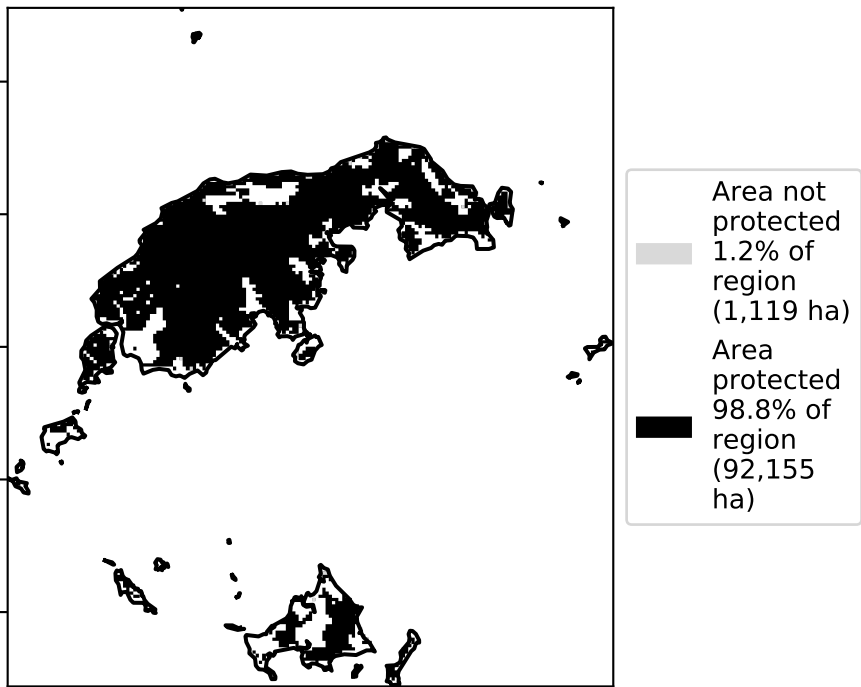 Area not
protected
1.2% of
region
(1,119 ha)
Area
protected
98.8% of
region
(92,155
ha)